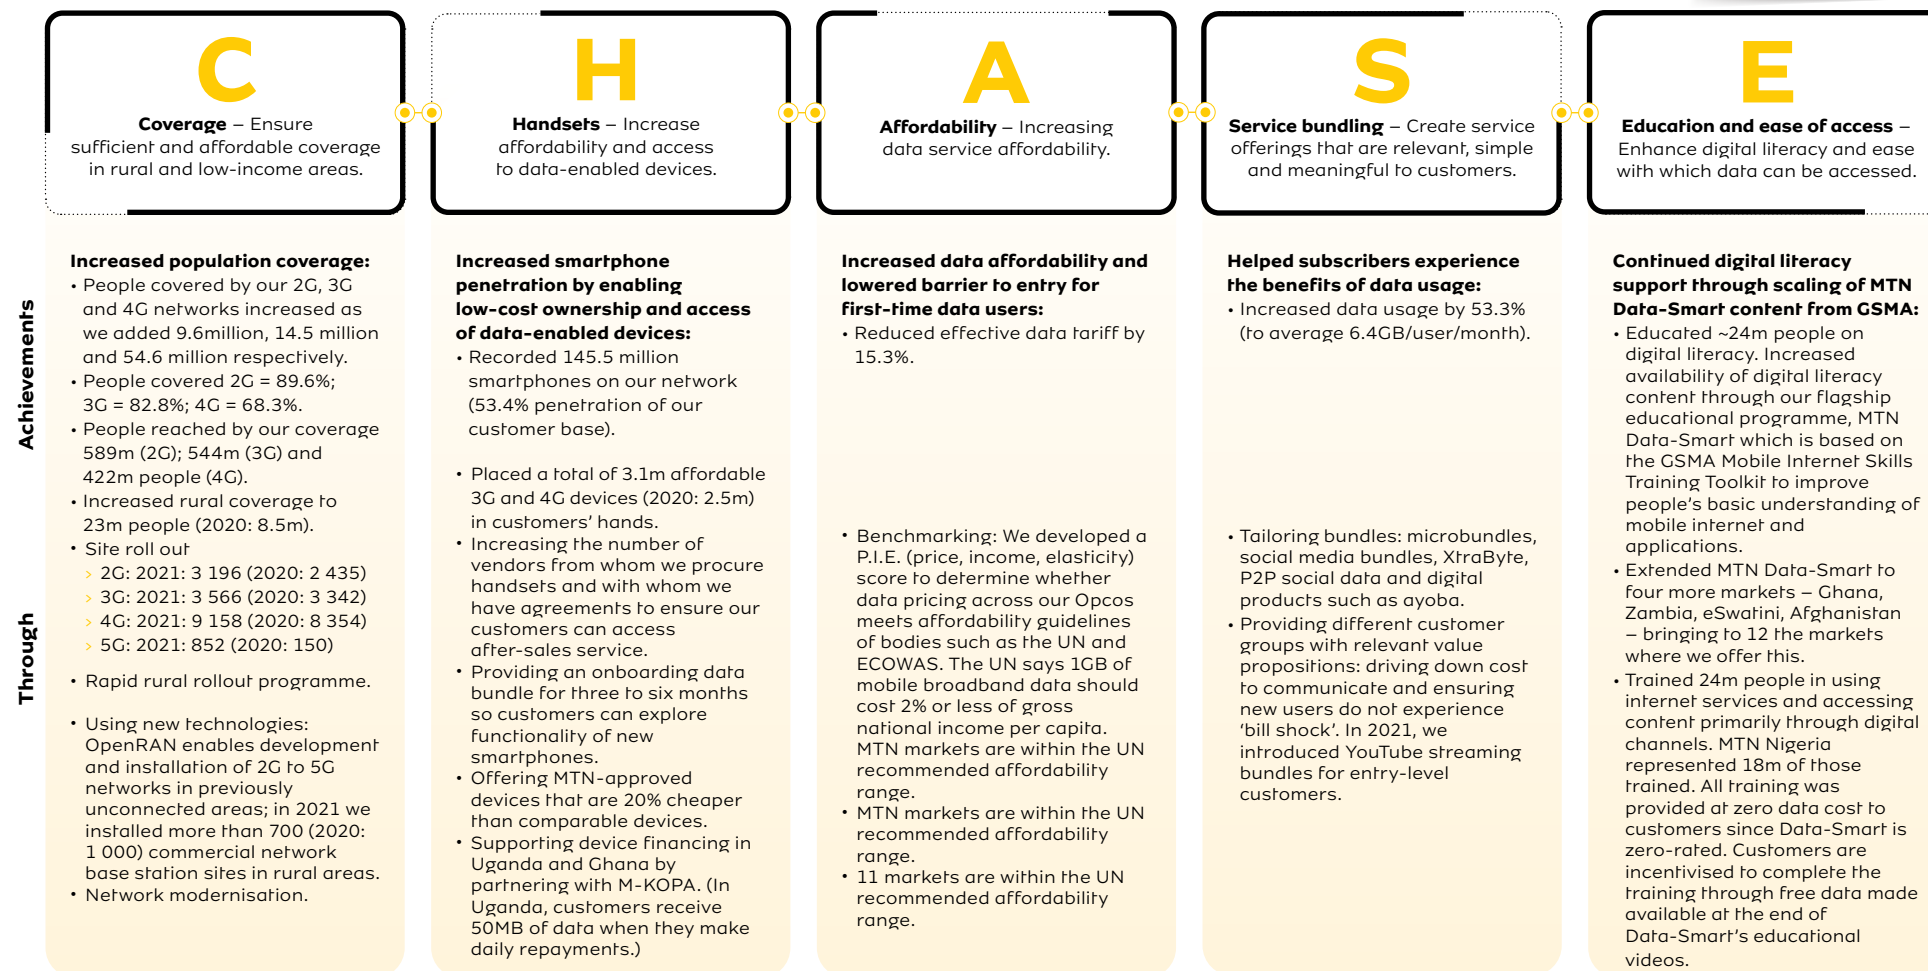 C
Coverage – Ensure
sufficient and affordable coverage
in rural and low-income areas.
H
Handsets – Increase
affordability and access
to data-enabled devices.
A
Affordability – Increasing
data service affordability.
S
Service bundling – Create service
offerings that are relevant, simple
and meaningful to customers.
E
Education and ease of access –
Enhance digital literacy and ease
with which data can be accessed.
Achievements
Through
Increased population coverage:
• People covered by our 2G, 3G
and 4G networks increased as
we added 9.6million, 14.5 million
and 54.6 million respectively.
• People covered 2G = 89.6%;
3G = 82.8%; 4G = 68.3%.
• People reached by our coverage
589m (2G); 544m (3G) and
422m people (4G).
• Increased rural coverage to
23m people (2020: 8.5m).
• Site roll out
> 2G: 2021: 3 196 (2020: 2 435)
> 3G: 2021: 3 566 (2020: 3 342)
> 4G: 2021: 9 158 (2020: 8 354)
> 5G: 2021: 852 (2020: 150)
• Rapid rural rollout programme.
• Using new technologies:
OpenRAN enables development
and installation of 2G to 5G
networks in previously
unconnected areas; in 2021 we
installed more than 700 (2020:
1 000) commercial network
base station sites in rural areas.
• Network modernisation.
Increased smartphone
penetration by enabling
low-cost ownership and access
of data-enabled devices:
• Recorded 145.5 million
smartphones on our network
(53.4% penetration of our
customer base).
• Placed a total of 3.1m affordable
3G and 4G devices (2020: 2.5m)
in customers' hands.
• Increasing the number of
vendors from whom we procure
handsets and with whom we
have agreements to ensure our
customers can access
after-sales service.
• Providing an onboarding data
bundle for three to six months
so customers can explore
functionality of new
smartphones.
• Offering MTN-approved
devices that are 20% cheaper
than comparable devices.
• Supporting device financing in
Uganda and Ghana by
partnering with M-KOPA. (In
Uganda, customers receive
50MB of data when they make
daily repayments.)
Increased data affordability and
lowered barrier to entry for
first-time data users:
• Reduced effective data tariff by
15.3%.
• Benchmarking: We developed a
P.I.E. (price, income, elasticity)
score to determine whether
data pricing across our Opcos
meets affordability guidelines
of bodies such as the UN and
ECOWAS. The UN says 1GB of
mobile broadband data should
cost 2% or less of gross
national income per capita.
MTN markets are within the UN
recommended affordability
range.
• MTN markets are within the UN
recommended affordability
range.
• 11 markets are within the UN
recommended affordability
range.
Helped subscribers experience
the benefits of data usage:
• Increased data usage by 53.3%
(to average 6.4GB/user/month).
• Tailoring bundles: microbundles,
social media bundles, XtraByte,
P2P social data and digital
products such as ayoba.
• Providing different customer
groups with relevant value
propositions: driving down cost
to communicate and ensuring
new users do not experience
'bill shock'. In 2021, we
introduced YouTube streaming
bundles for entry-level
customers.
Continued digital literacy
support through scaling of MTN
Data-Smart content from GSMA:
• Educated ~24m people on
digital literacy. Increased
availability of digital literacy
content through our flagship
educational programme, MTN
Data-Smart which is based on
the GSMA Mobile Internet Skills
Training Toolkit to improve
people's basic understanding of
mobile internet and
applications.
• Extended MTN Data-Smart to
four more markets – Ghana,
Zambia, eSwatini, Afghanistan
– bringing to 12 the markets
where we offer this.
• Trained 24m people in using
internet services and accessing
content primarily through digital
channels. MTN Nigeria
represented 18m of those
trained. All training was
provided at zero data cost to
customers since Data-Smart is
zero-rated. Customers are
incentivised to complete the
training through free data made
available at the end of
Data-Smart's educational
videos.